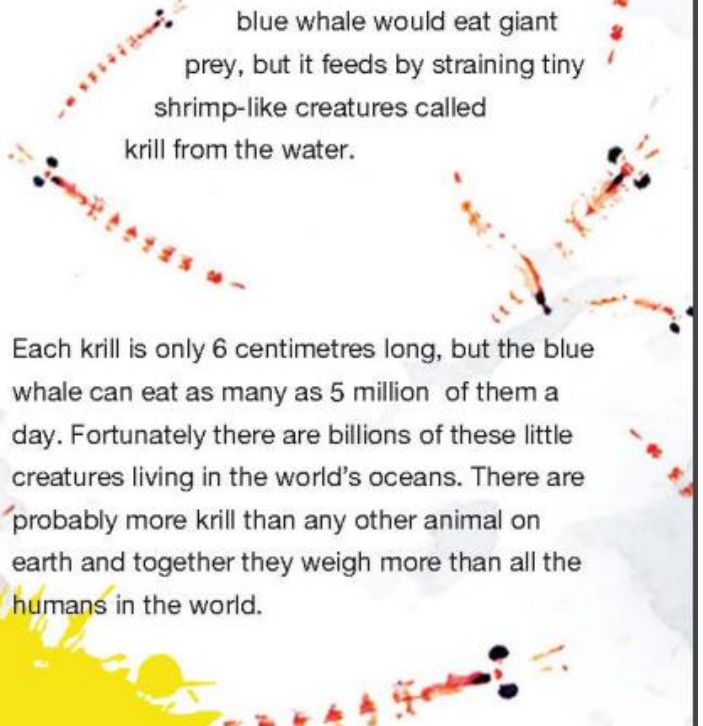 blue whale would eat giant
prey, but it feeds by straining tiny
shrimp-like creatures called
krill from the water.
Each krill is only 6 centimetres long, but the blue
whale can eat as many as 5 million  of them a
day. Fortunately there are billions of these little
creatures living in the world's oceans. There are
probably more krill than any other animal on
earth and together they weigh more than all the
humans in the world.